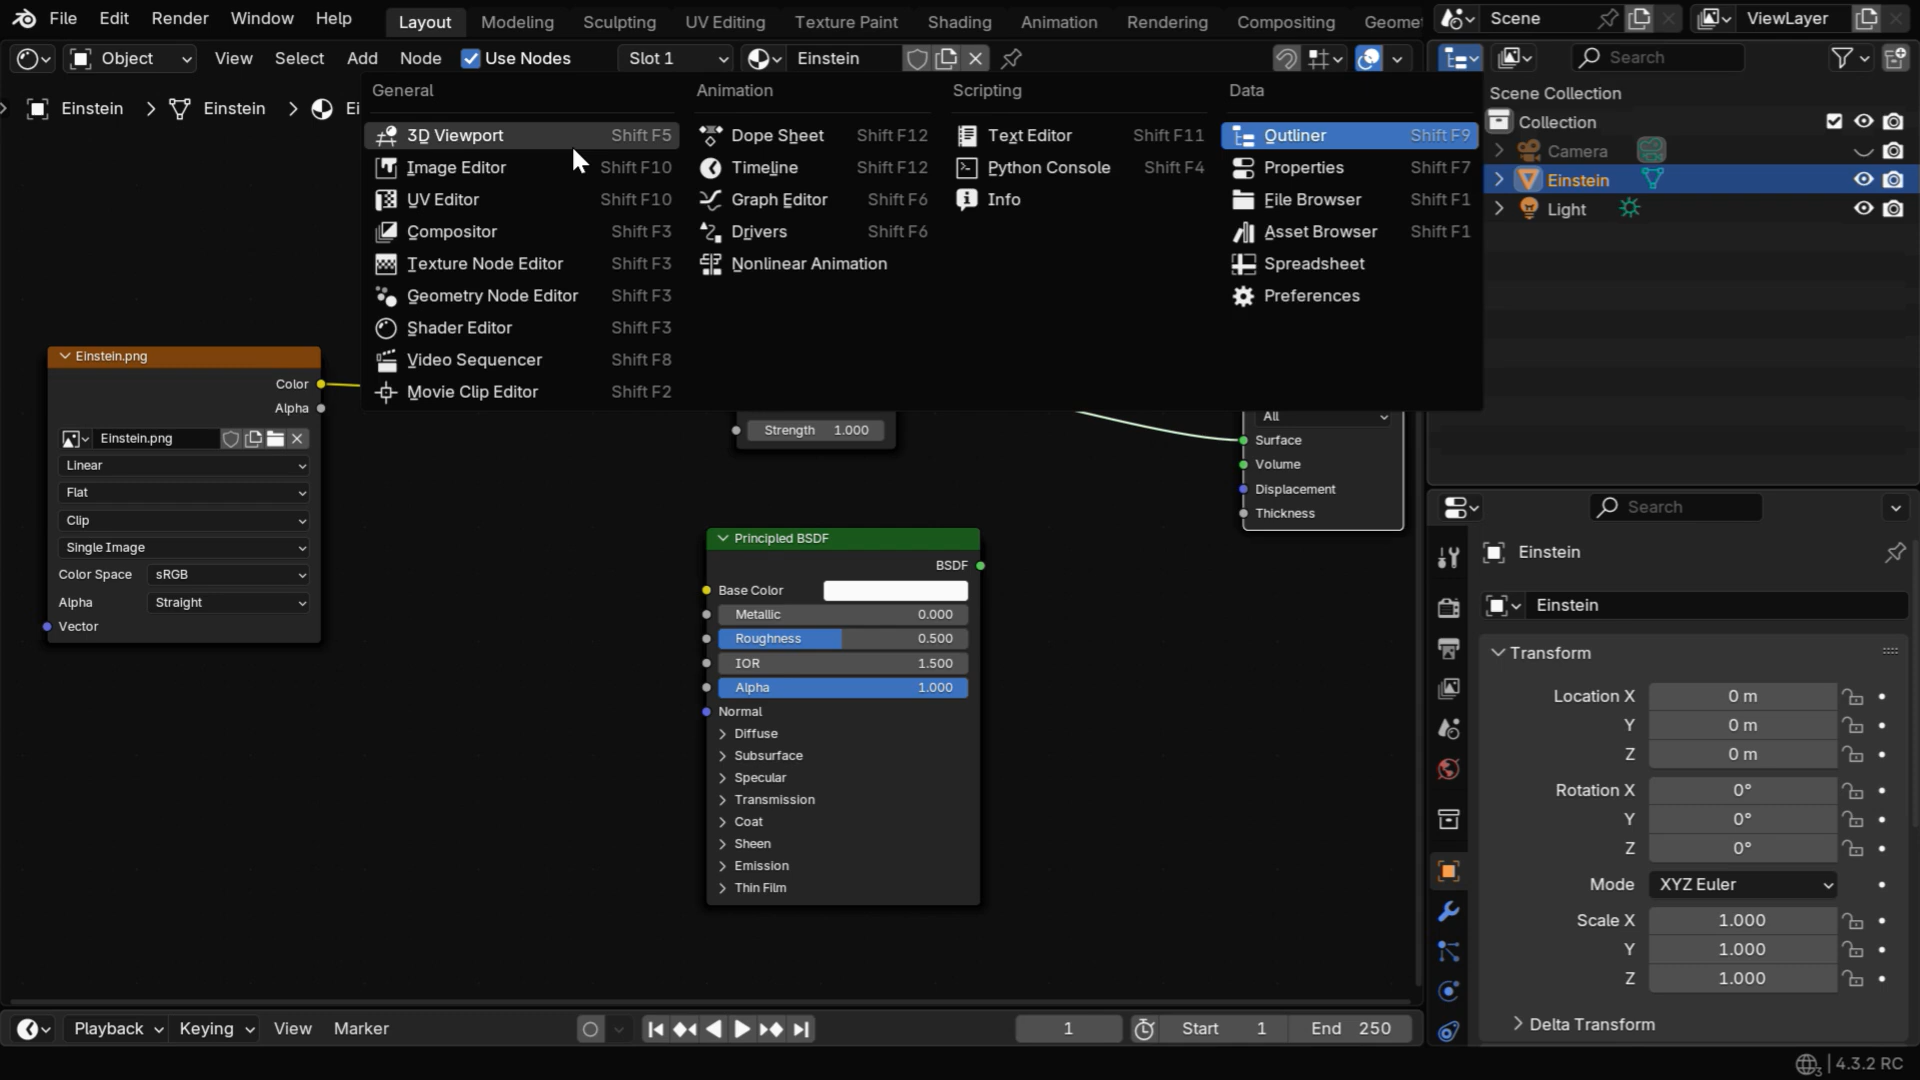 File Edit Render Window Help Layout Modeling Sculpting UV Editing Texture Paint Shading Animation Rendering Compositing Geomet Scene ViewLayer
Object View Select Add Node Use Nodes Slot 1 Einstein Search
Einstein Einstein Ei
General
3D Viewport Shift F5
Image Editor Shift F10
UV Editor Shift F10
Compositor Shift F3
Texture Node Editor Shift F3
Geometry Node Editor Shift F3
Shader Editor Shift F3
Video Sequencer Shift F8
Movie Clip Editor Shift F2
Animation
Dope Sheet Shift F12
Timeline Shift F12
Graph Editor Shift F6
Drivers Shift F6
Nonlinear Animation
Scripting
Text Editor Shift F11
Python Console Shift F4
Info
Data
Outliner Shift F9
Properties Shift F7
File Browser Shift F1
Asset Browser Shift F1
Spreadsheet
Preferences
Scene Collection
Collection
Camera
Einstein
Light
Einstein.png
Color
Alpha
Einstein.png
Linear
Flat
Clip
Single Image
Color Space sRGB
Alpha Straight
Vector
Strength 1.000
All
Surface
Volume
Displacement
Thickness
Principled BSDF
BSDF
Base Color
Metallic 0.000
Roughness 0.500
IOR 1.500
Alpha 1.000
Normal
Diffuse
Subsurface
Specular
Transmission
Coat
Sheen
Emission
Thin Film
Search
Einstein
Einstein
Transform
Location X 0 m
Y 0 m
Z 0 m
Rotation X 0°
Y 0°
Z 0°
Mode XYZ Euler
Scale X 1.000
Y 1.000
Z 1.000
Delta Transform
Playback Keying View Marker 1 Start 1 End 250
4.3.2 RC